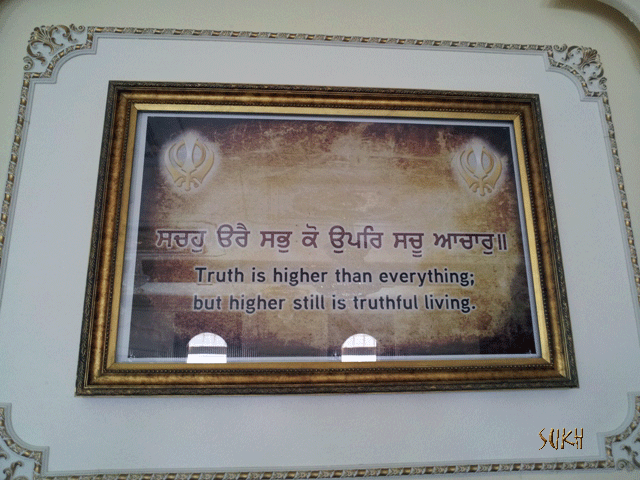 ਸਚਹੁ ਓਰੈ ਸਭੁ ਕੋ ਉਪਰਿ ਸਚੁ ਆਚਾਰੁ॥
Truth is higher than everything;
but higher still is truthful living.
SUKH